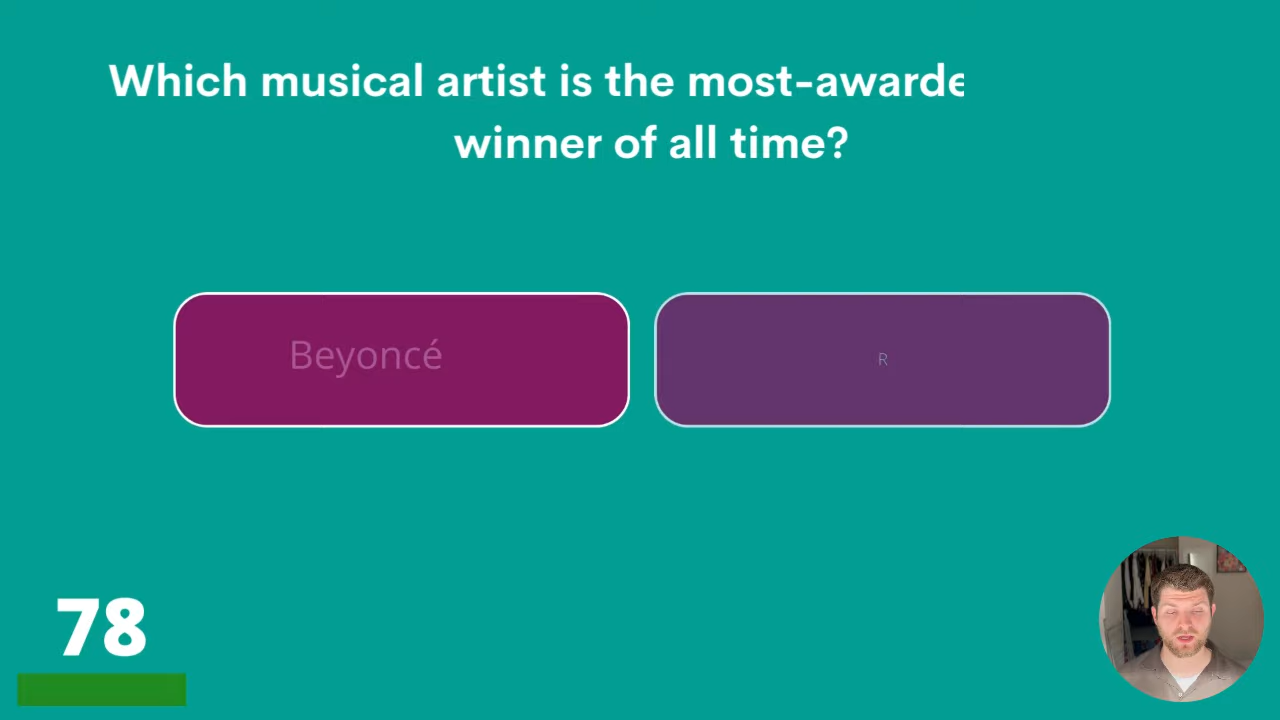 Which musical artist is the most-awarde
winner of all time?
Beyoncé
R
78